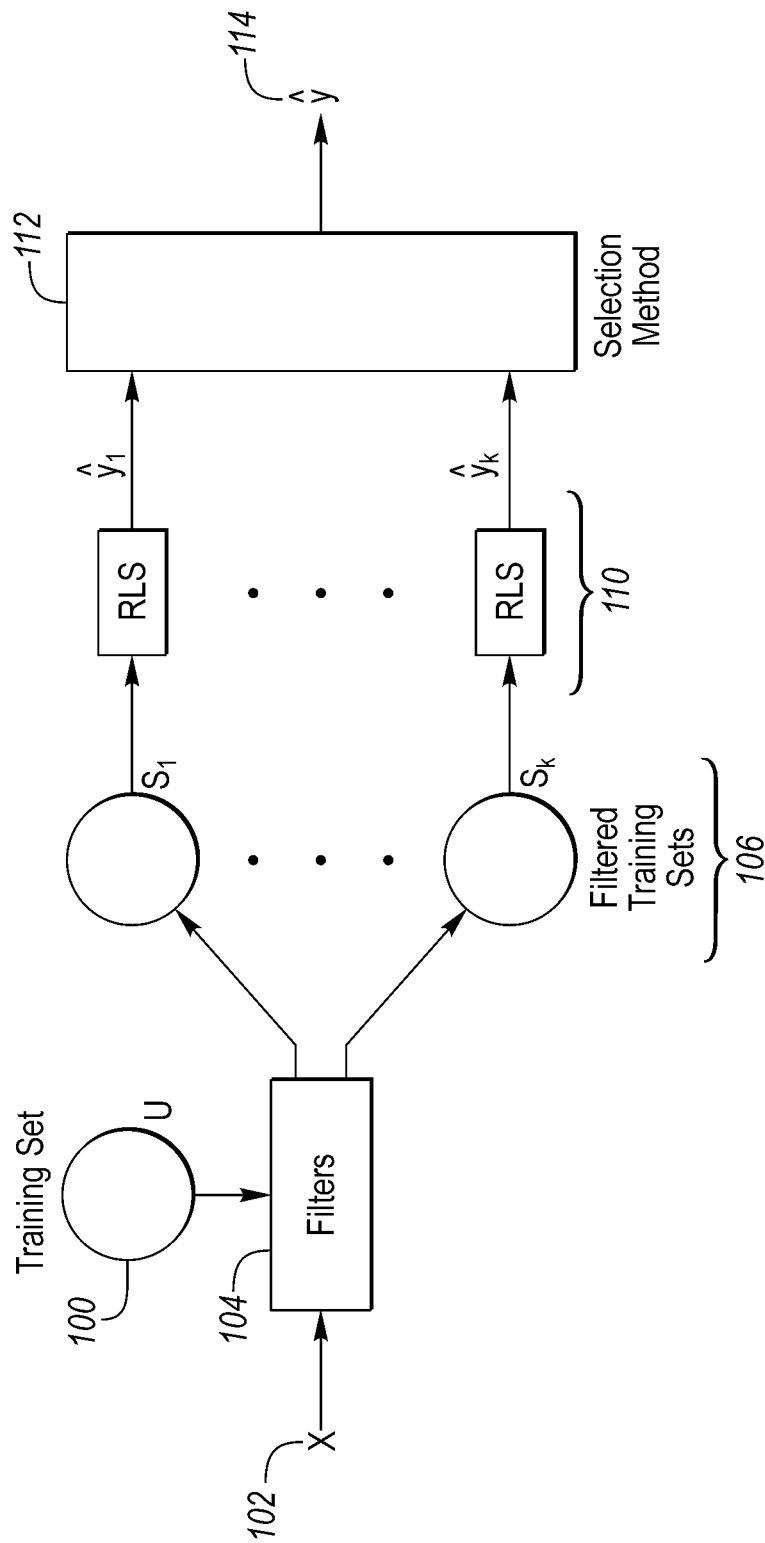 Training Set
U
100
104
Filters
102
X
S₁
Sₖ
Filtered
Training
Sets
106
RLS
RLS
110
ŷ₁
ŷₖ
112
Selection
Method
ŷ
114